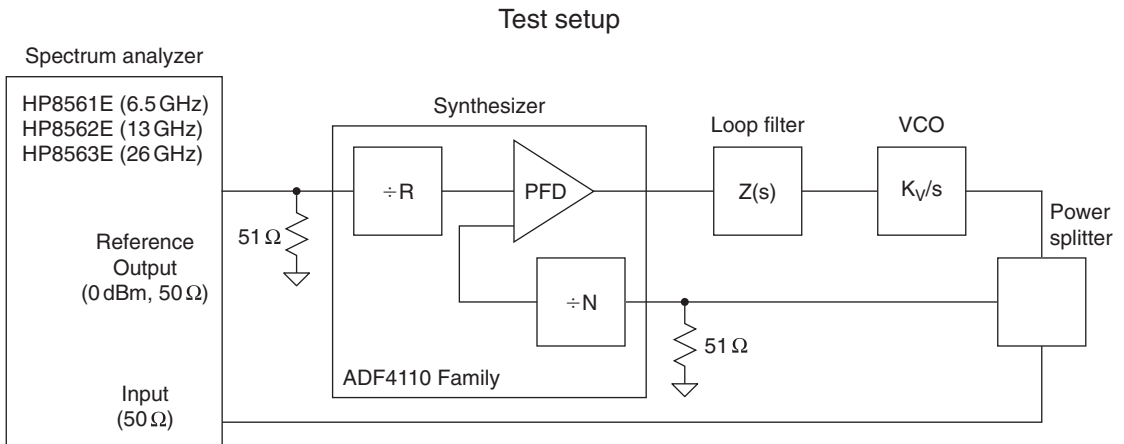 Test setup
Spectrum analyzer
HP8561E (6.5 GHz)
HP8562E (13 GHz)
HP8563E (26 GHz)
Reference
Output
(0 dBm, 50 Ω)
Input
(50 Ω)
51 Ω
Synthesizer
÷R
PFD
÷N
ADF4110 Family
51 Ω
Loop filter
Z(s)
VCO
K_V/s
Power
splitter